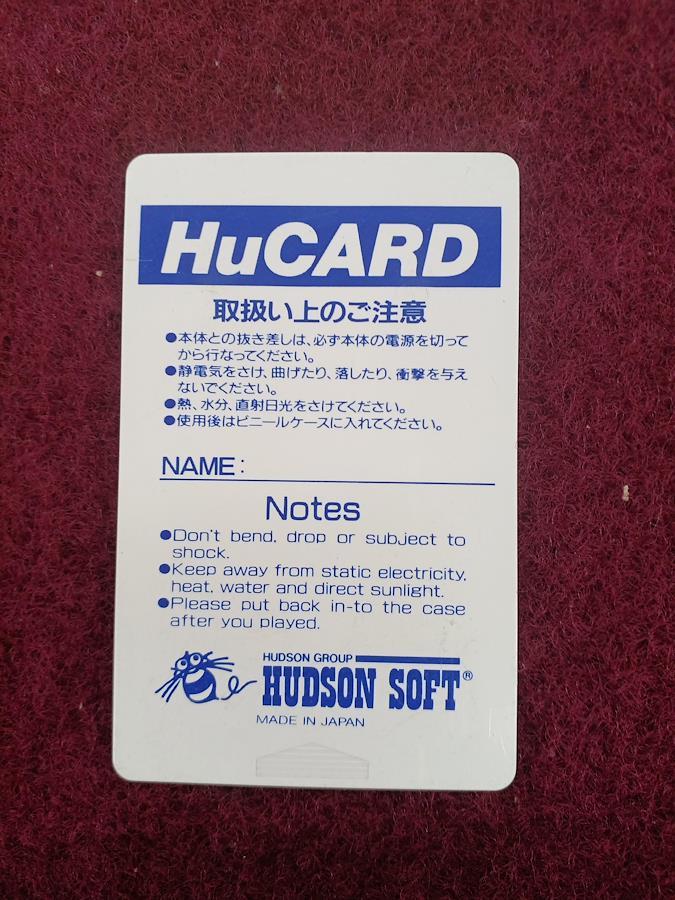 HuCARD
取扱い上のご注意
●本体との抜き差しは、必ず本体の電源を切って
から行なってください。
●静電気をさけ、曲げたり、落したり、衝撃を与え
ないでください。
●熱、水分、直射日光をさけてください。
●使用後はビニールケースに入れてください。
NAME:
Notes
●Don't bend, drop or subject to
shock.
●Keep away from static electricity,
heat, water and direct sunlight.
●Please put back in-to the case
after you played.
HUDSON GROUP
HUDSON SOFT®
MADE IN JAPAN